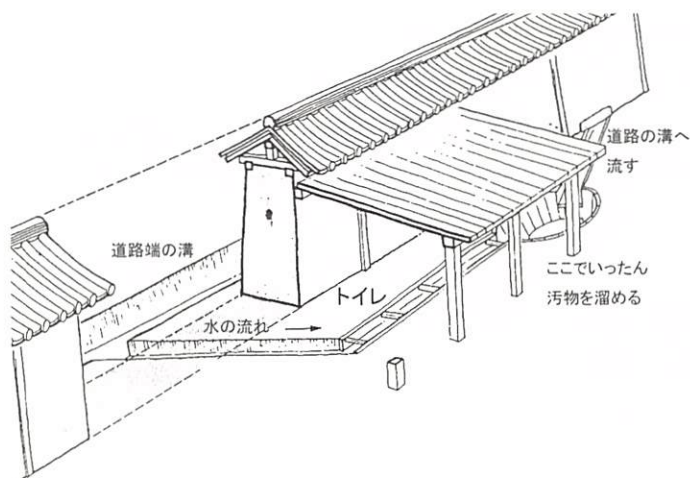 道路の溝へ
流す
道路端の溝
ここでいったん
汚物を溜める
トイレ
水の流れ